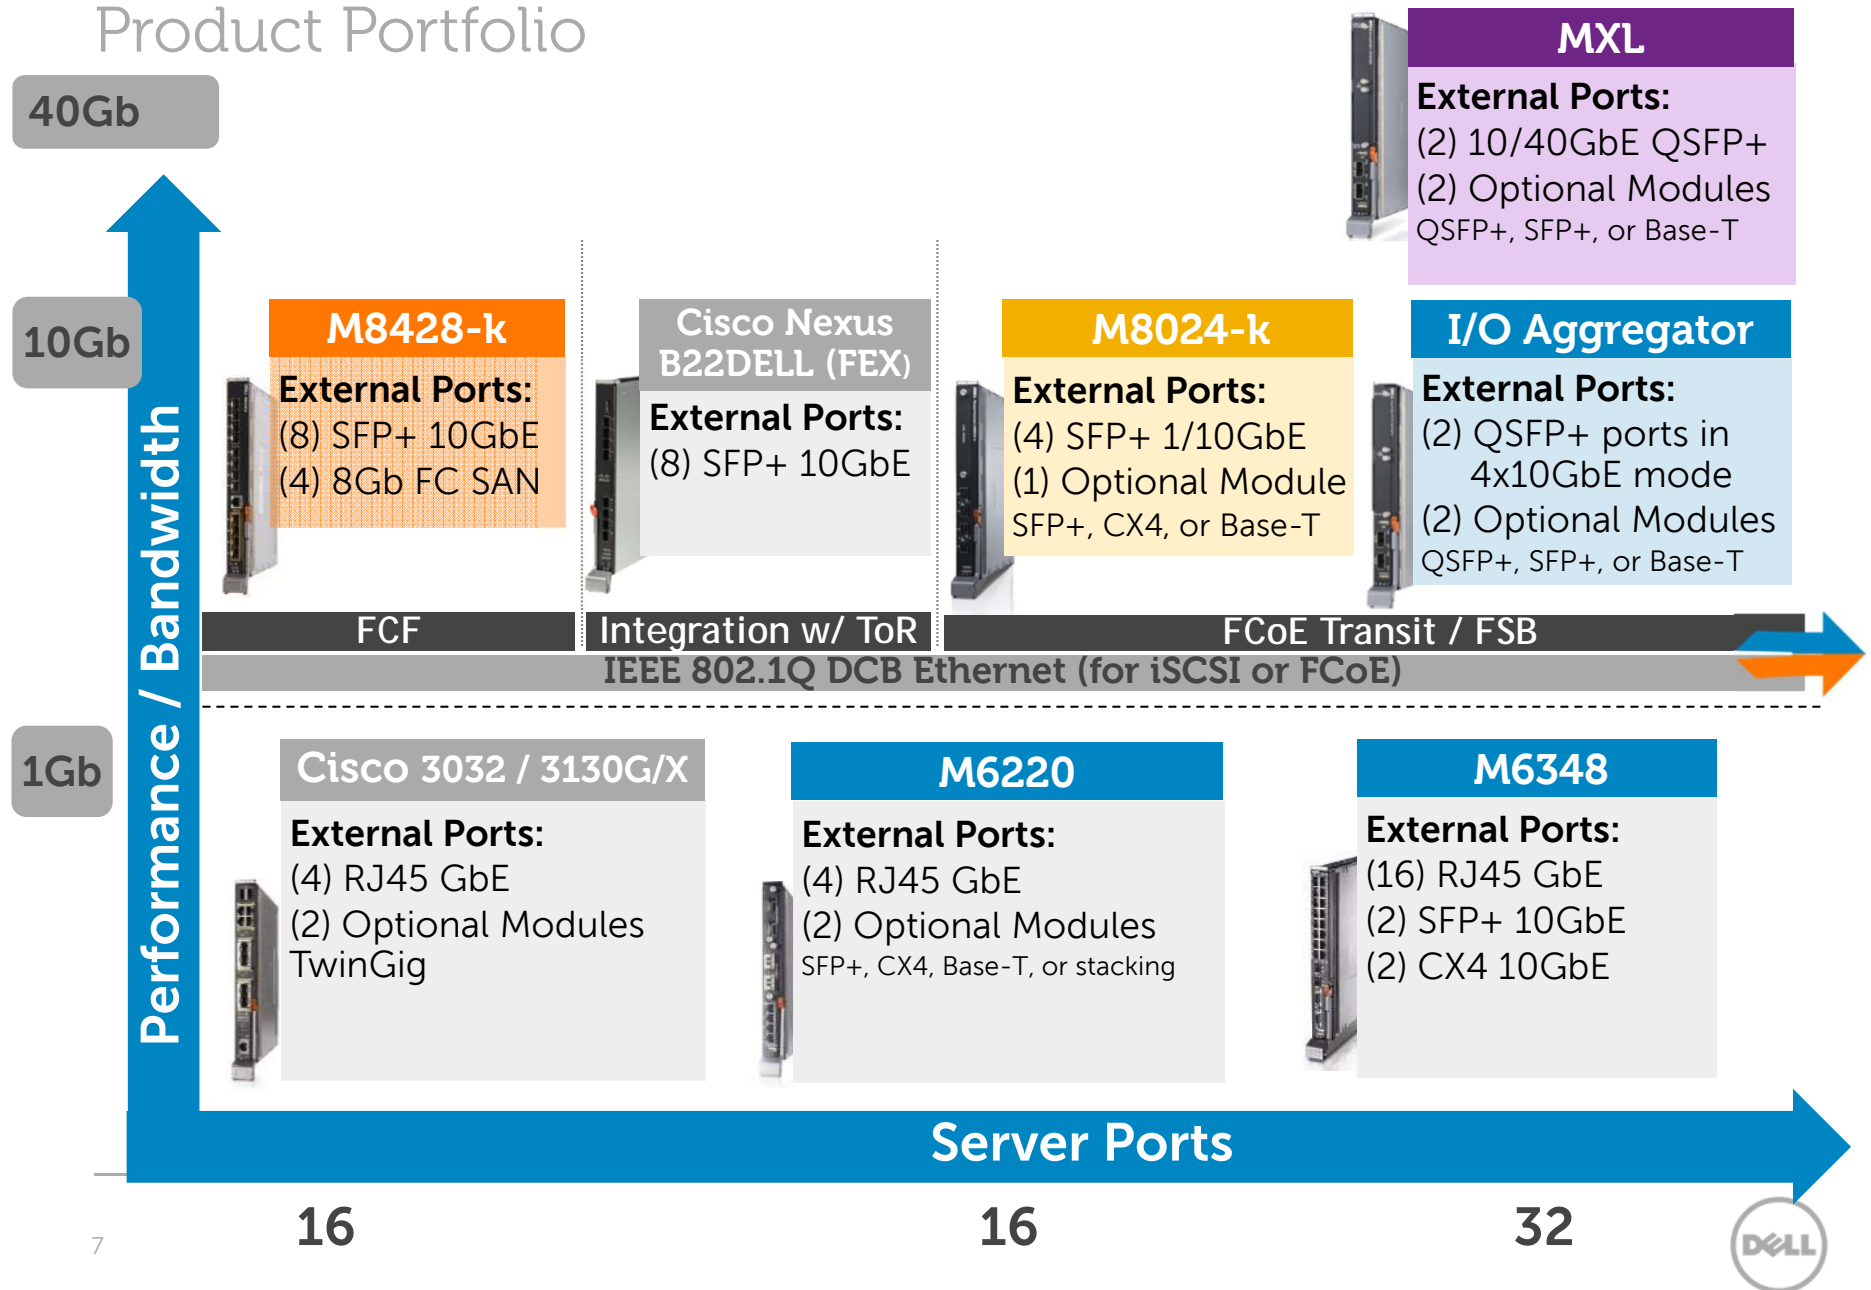 Product Portfolio
40Gb
MXL
External Ports:
(2) 10/40GbE QSFP+
(2) Optional Modules
QSFP+, SFP+, or Base-T
10Gb
M8428-k
External Ports:
(8) SFP+ 10GbE
(4) 8Gb FC SAN
Cisco Nexus
B22DELL (FEX)
External Ports:
(8) SFP+ 10GbE
M8024-k
External Ports:
(4) SFP+ 1/10GbE
(1) Optional Module
SFP+, CX4, or Base-T
I/O Aggregator
External Ports:
(2) QSFP+ ports in
4x10GbE mode
(2) Optional Modules
QSFP+, SFP+, or Base-T
FCF
Integration w/ ToR
FCoE Transit / FSB
IEEE 802.1Q DCB Ethernet (for iSCSI or FCoE)
Performance / Bandwidth
1Gb
Cisco 3032 / 3130G/X
External Ports:
(4) RJ45 GbE
(2) Optional Modules
TwinGig
M6220
External Ports:
(4) RJ45 GbE
(2) Optional Modules
SFP+, CX4, Base-T, or stacking
M6348
External Ports:
(16) RJ45 GbE
(2) SFP+ 10GbE
(2) CX4 10GbE
Server Ports
16
16
32
7
DELL